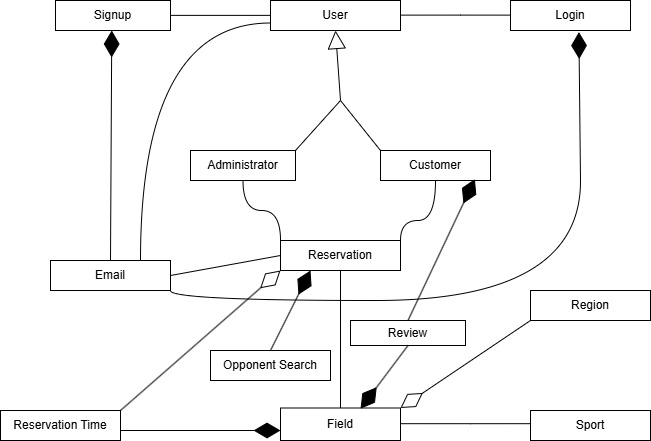 Signup
User
Login
Administrator
Customer
Reservation
Email
Region
Review
Opponent Search
Reservation Time
Field
Sport